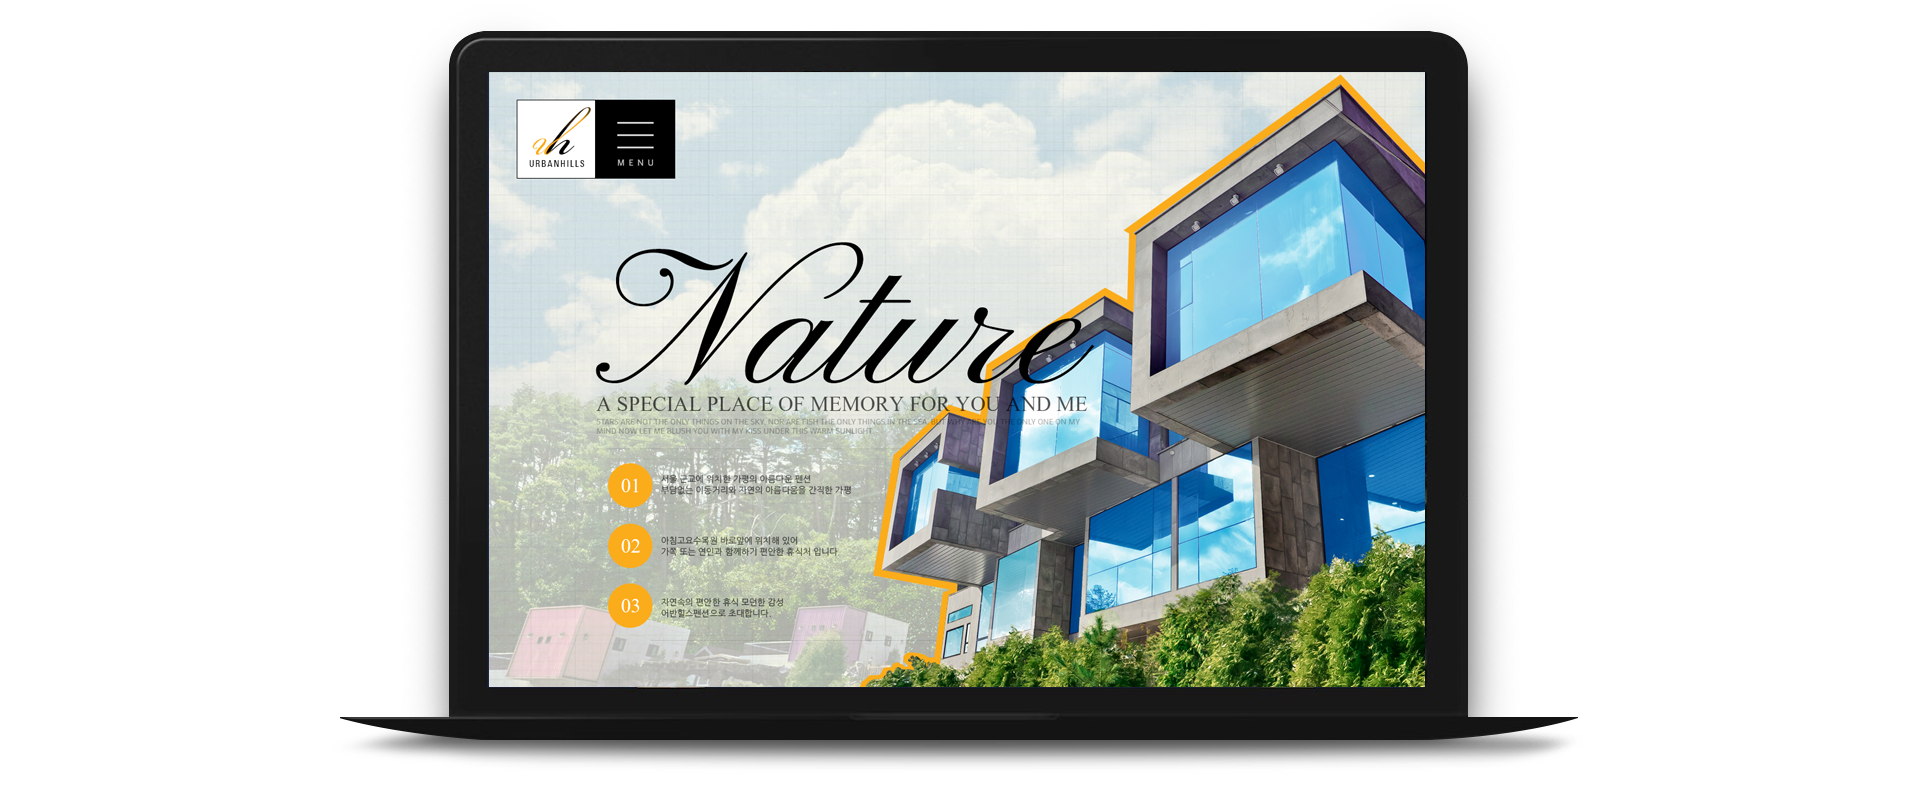 uh
URBANHILLS
MENU
Nature
A SPECIAL PLACE OF MEMORY FOR YOU AND ME
STARS ARE NOT THE ONLY THINGS ON THE SKY, NOR ARE FISH THE ONLY THINGS IN THE SEA. BUT WHY ARE YOU THE ONLY ONE ON MY
MIND NOW LET ME BLUSH YOU WITH MY KISS UNDER THIS WARM SUNLIGHT
01
서울 근교에 위치한 가평의 아름다운 펜션
부담없는 이동거리와 자연의 아름다움을 간직한 가평
02
아침고요수목원 바로앞에 위치해 있어
가족 또는 연인과 함께하기 편안한 휴식처 입니다
03
자연속의 편안한 휴식 모던한 감성
어반힐스펜션으로 초대합니다.